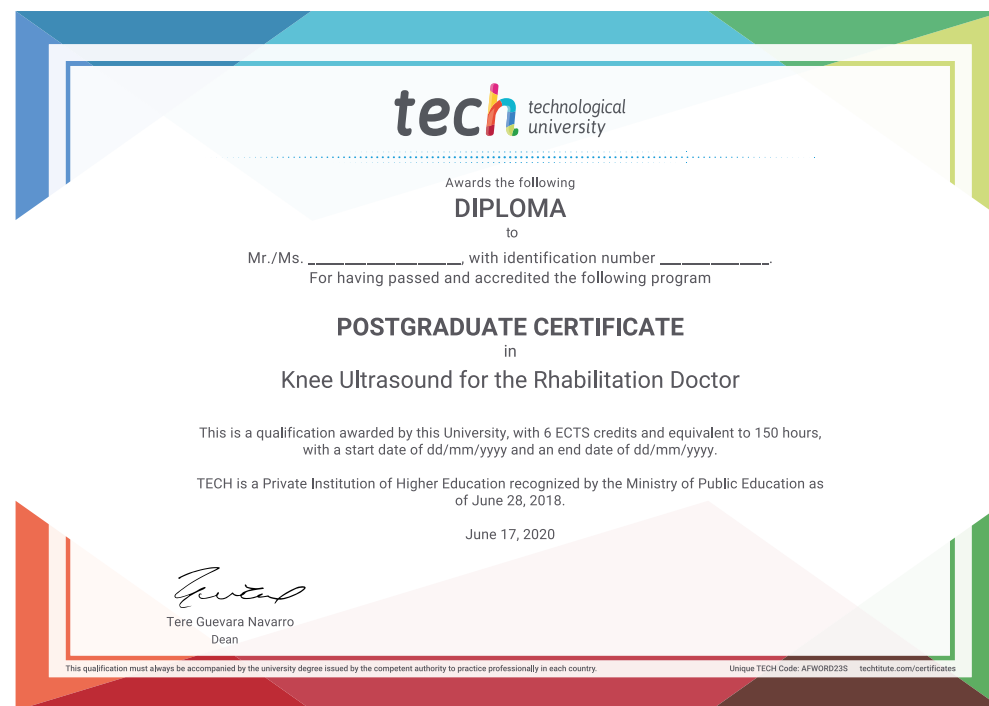 tech technological
university
Awards the following
DIPLOMA
to
Mr./Ms. ____________________, with identification number ______________.
For having passed and accredited the following program
POSTGRADUATE CERTIFICATE
in
Knee Ultrasound for the Rhabilitation Doctor
This is a qualification awarded by this University, with 6 ECTS credits and equivalent to 150 hours,
with a start date of dd/mm/yyyy and an end date of dd/mm/yyyy.
TECH is a Private Institution of Higher Education recognized by the Ministry of Public Education as
of June 28, 2018.
June 17, 2020
Tere Guevara Navarro
Dean
This qualification must always be accompanied by the university degree issued by the competent authority to practice professionally in each country. Unique TECH Code: AFWORD23S techtitute.com/certificates